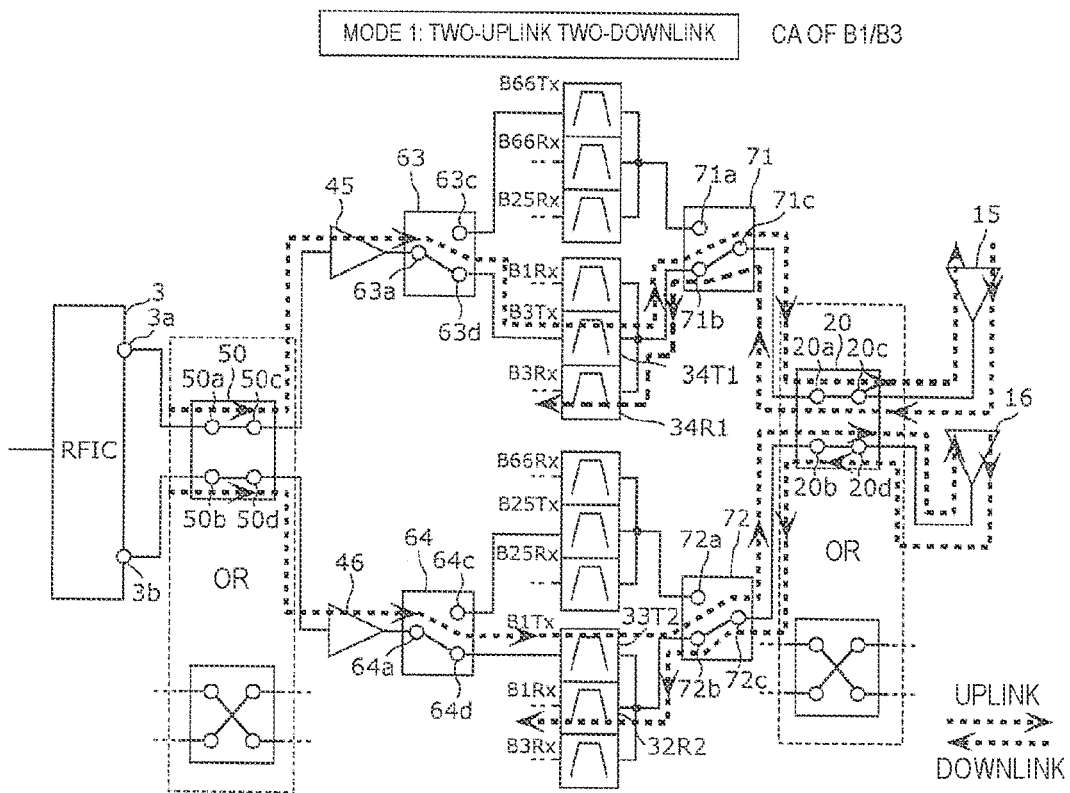 MODE 1: TWO-UPLINK TWO-DOWNLINK
CA OF B1/B3
B66Tx
B66Rx
B25Rx
63
63c
45
63a
63d
71
71a
71c
71b
15
B1Rx
B3Tx
B3Rx
34T1
34R1
3
3a
RFIC
3b
50
50a
50c
50b
50d
OR
20
20a
20c
20b
20d
OR
16
B66Rx
B25Tx
B25Rx
46
64
64c
64a
64d
72
72a
72b
72c
B1Tx
33T2
B1Rx
32R2
B3Rx
UPLINK
DOWNLINK